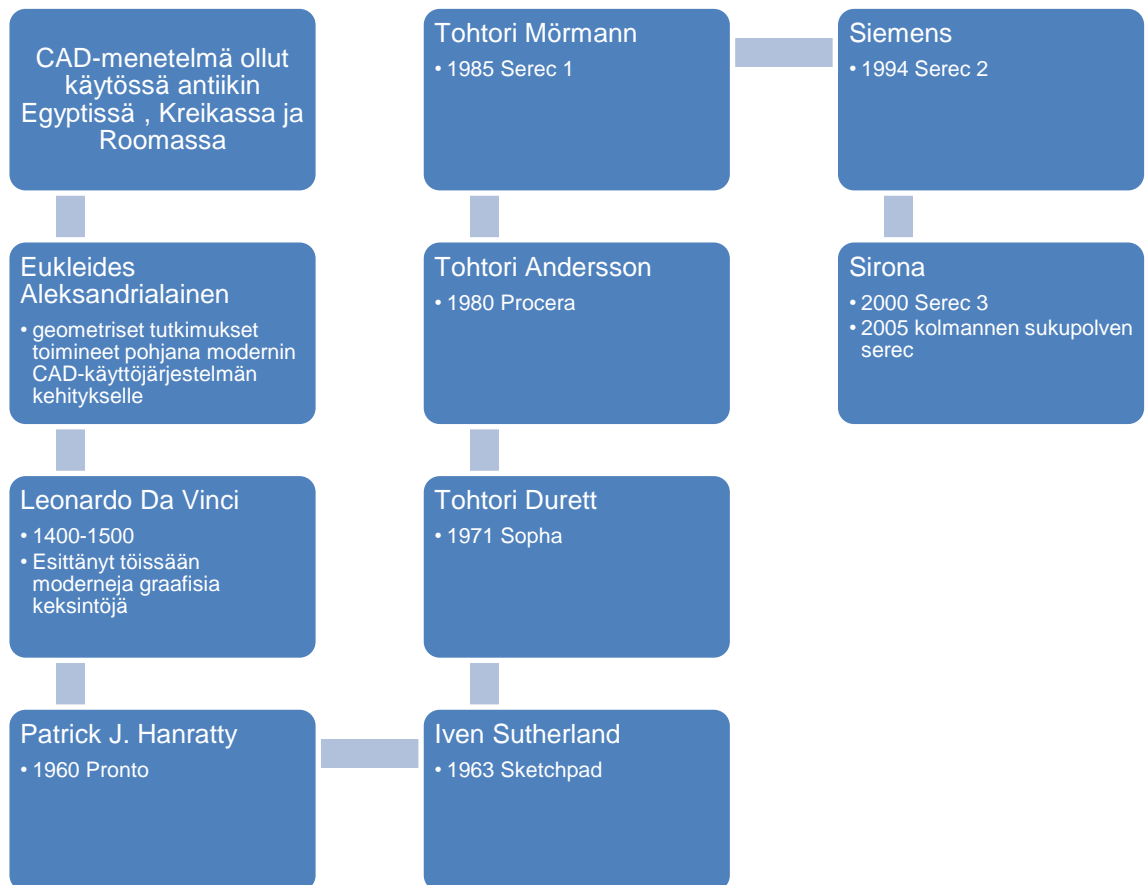 CAD-menetelmä ollut
käytössä antiikin
Egyptissä , Kreikassa ja
Roomassa
Eukleides
Aleksandrialainen
• geometriset tutkimukset
toimineet pohjana modernin
CAD-käyttöjärjestelmän
kehitykselle
Leonardo Da Vinci
• 1400-1500
• Esittänyt töissään
moderneja graafisia
keksintöjä
Patrick J. Hanratty
• 1960 Pronto
Iven Sutherland
• 1963 Sketchpad
Tohtori Durett
• 1971 Sopha
Tohtori Andersson
• 1980 Procera
Tohtori Mörmann
• 1985 Serec 1
Siemens
• 1994 Serec 2
Sirona
• 2000 Serec 3
• 2005 kolmannen sukupolven
serec